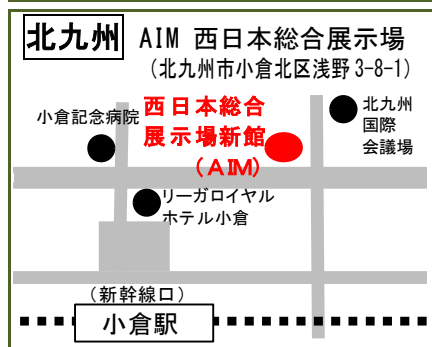 北九州 AIM 西日本総合展示場
（北九州市小倉北区浅野3-8-1）
小倉記念病院
西日本総合
展示場新館
（ＡＩＭ）
北九州
国際
会議場
リーガロイヤル
ホテル小倉
（新幹線口）
小倉駅